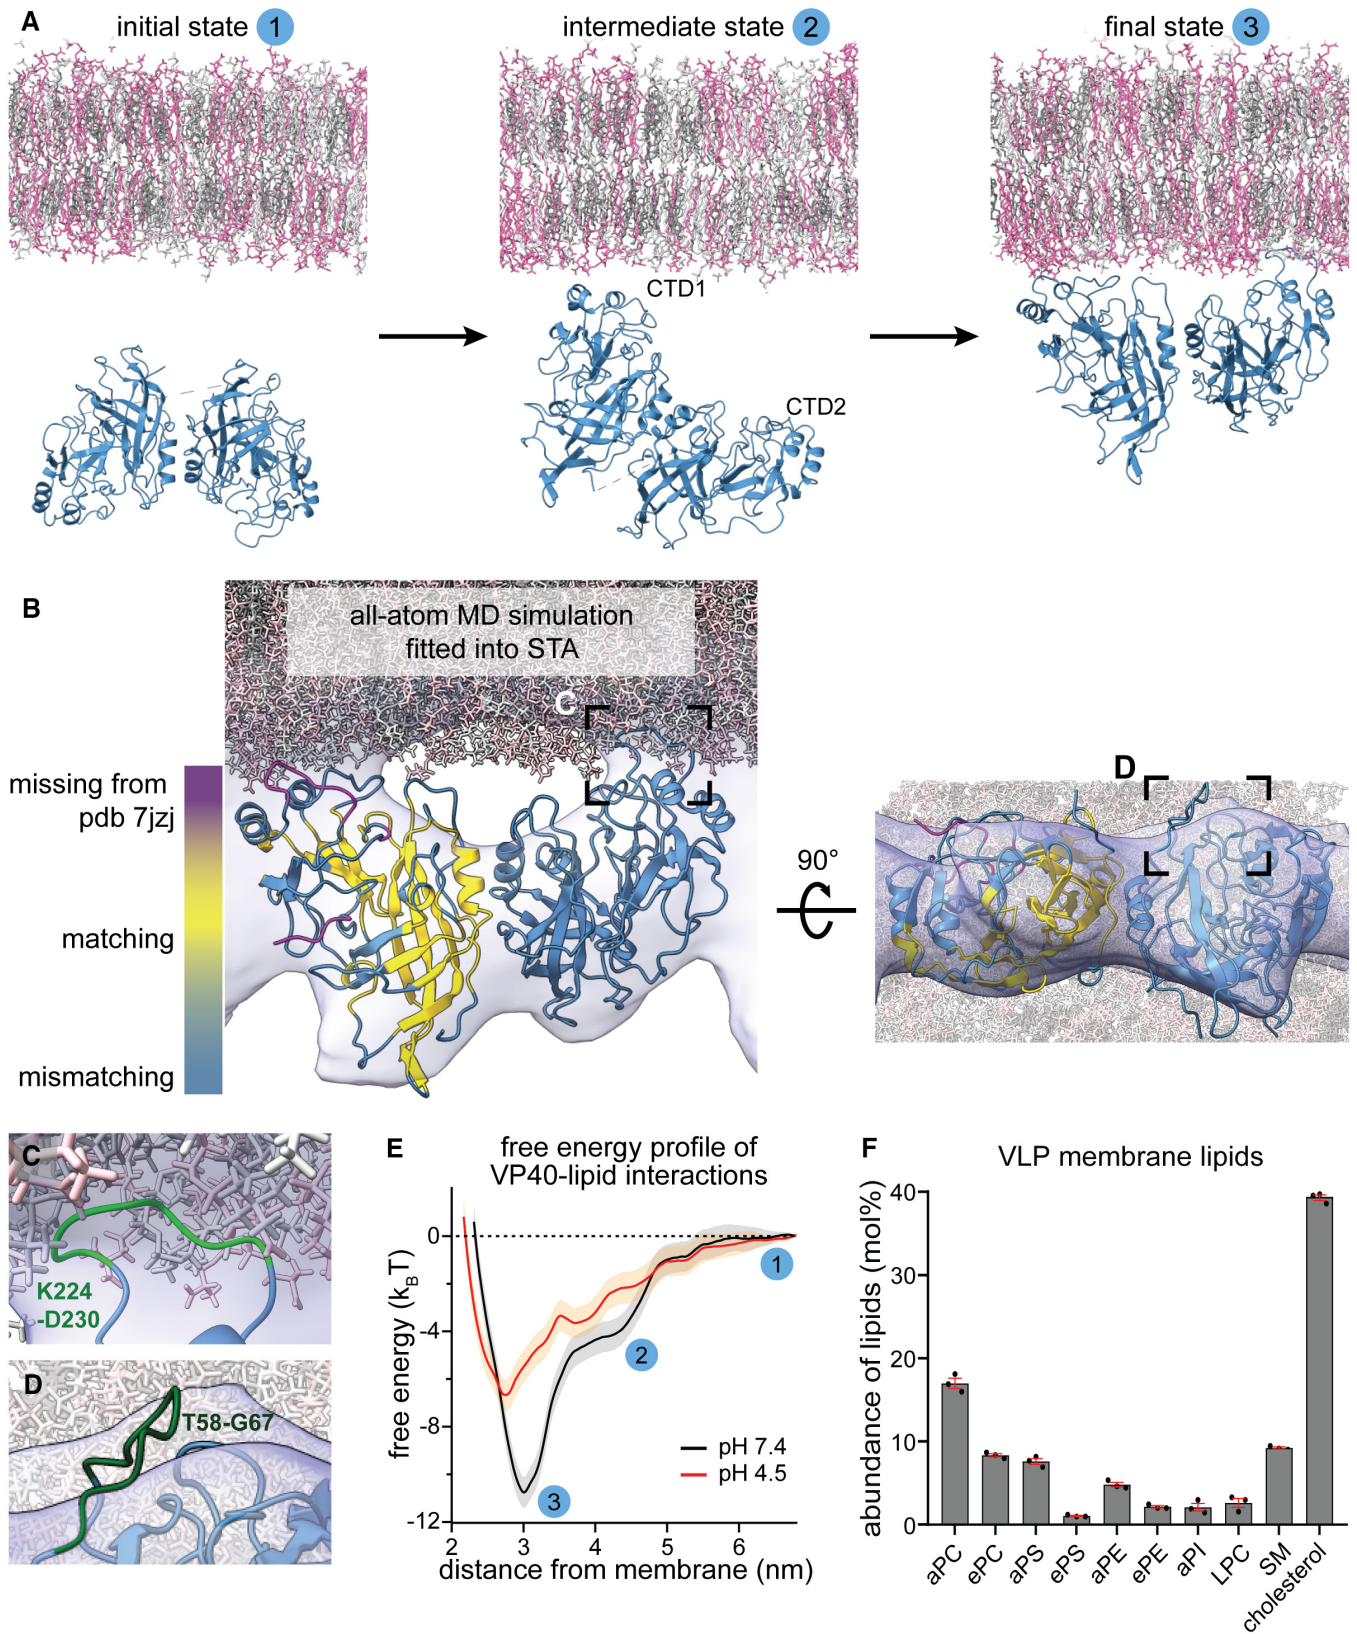 A
initial state 1
intermediate state 2
final state 3
CTD1
CTD2
B
all-atom MD simulation
fitted into STA
C
missing from
pdb 7jzj
matching
mismatching
D
90°
C
K224
-D230
D
T58-G67
E
free energy profile of
VP40-lipid interactions
free energy (kBT)
0
-4
-8
-12
1
2
3
pH 7.4
pH 4.5
2
3
4
5
6
distance from membrane (nm)
F
VLP membrane lipids
abundance of lipids (mol%)
40
30
20
10
0
aPC
ePC
aPS
ePS
aPE
ePE
aPI
LPC
SM
cholesterol